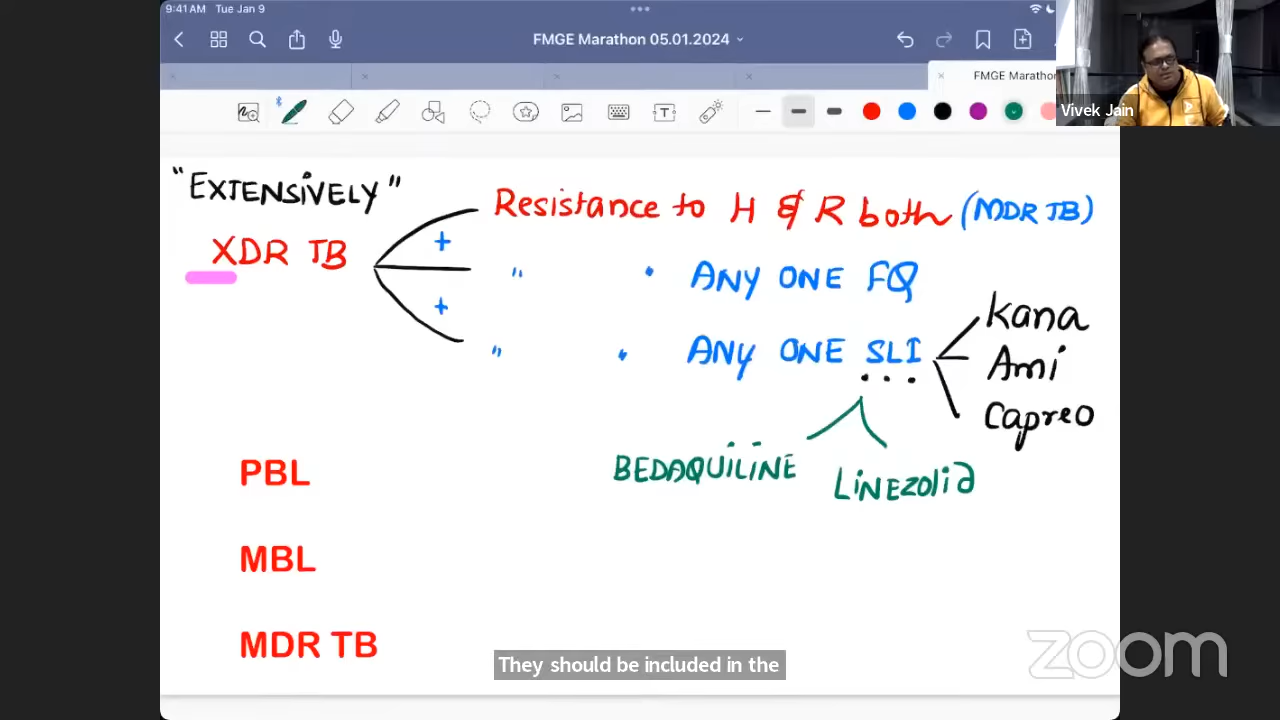 9:41 AM Tue Jan 9
FMGE Marathon 05.01.2024
FMGE Marathon
Vivek Jain
"EXTENSIVELY"
XDR TB
Resistance to H & R both (MDR TB)
+
" " ANY ONE FQ
+
" " ANY ONE SLI
Kana
Ami
Capreo
BEDAQUILINE
LINEZOLID
PBL
MBL
MDR TB
They should be included in the
zoom